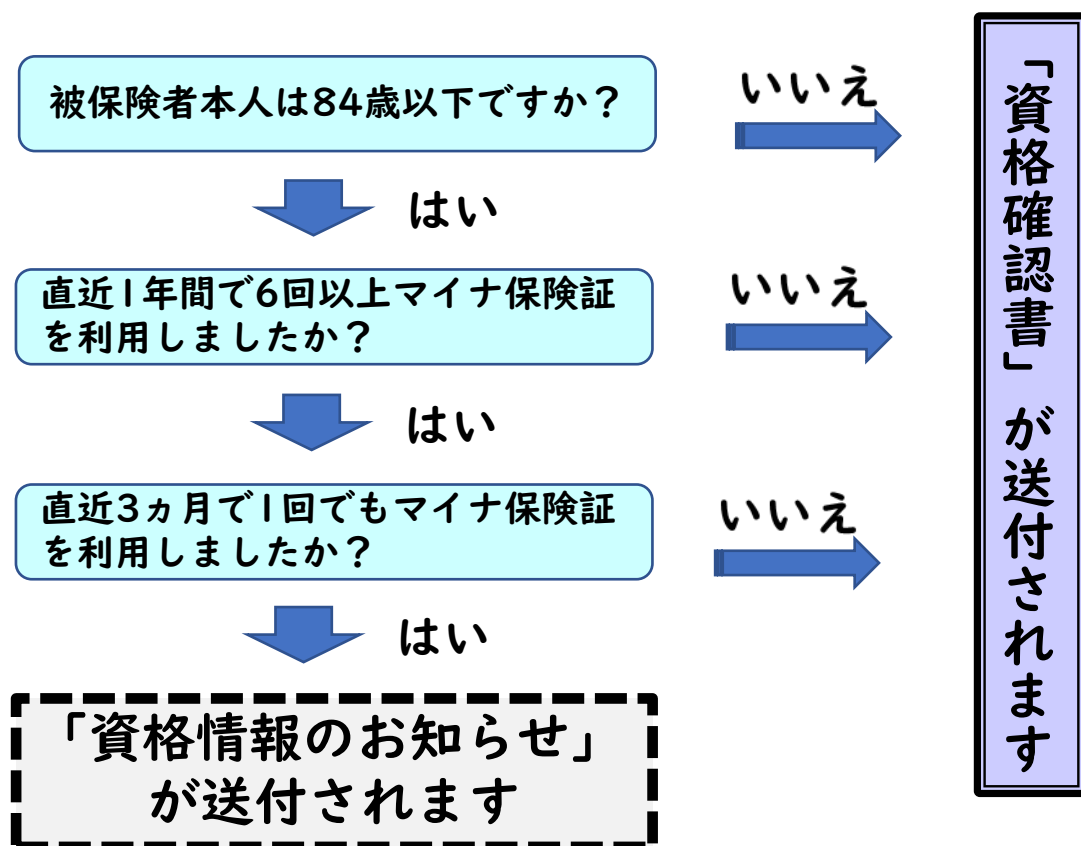 被保険者本人は84歳以下ですか？
いいえ
はい
直近1年間で6回以上マイナ保険証
を利用しましたか？
いいえ
はい
直近3ヵ月で1回でもマイナ保険証
を利用しましたか？
いいえ
はい
「資格情報のお知らせ」
が送付されます
「資格確認書」が送付されます